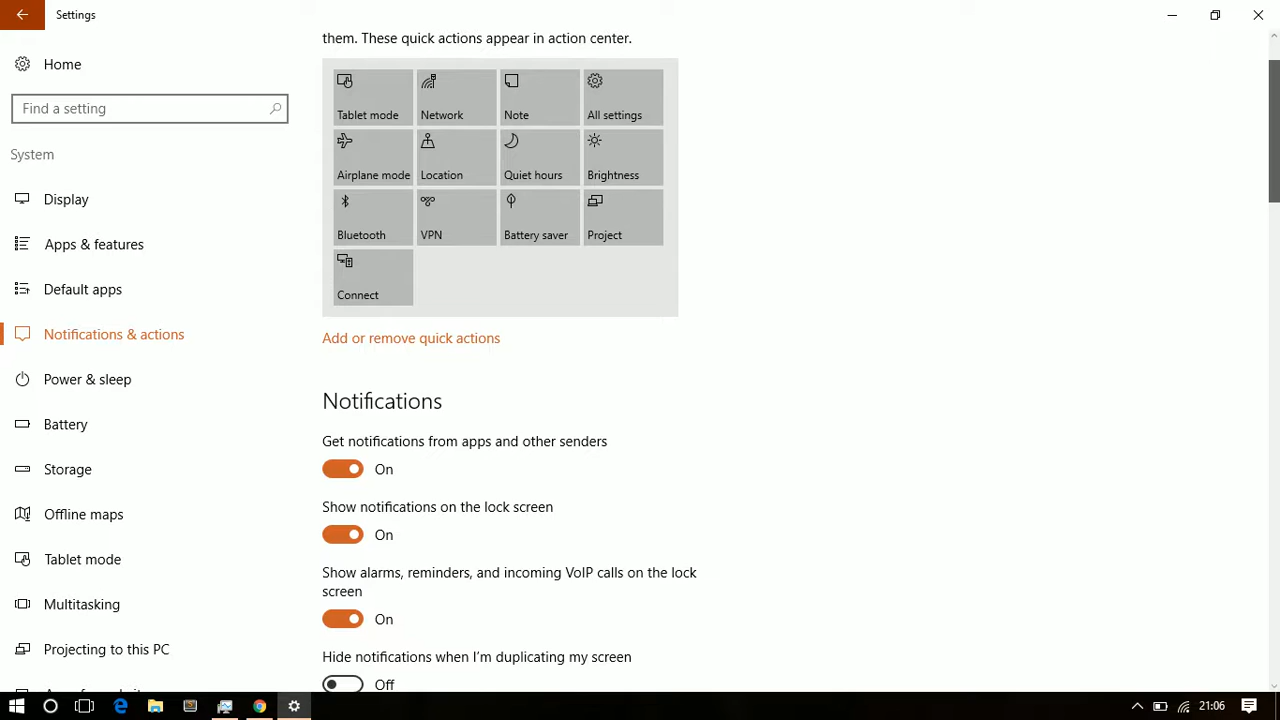 Settings
them. These quick actions appear in action center.
Home
Find a setting
System
Display
Apps & features
Default apps
Notifications & actions
Power & sleep
Battery
Storage
Offline maps
Tablet mode
Multitasking
Projecting to this PC
Tablet mode Network Note All settings
Airplane mode Location Quiet hours Brightness
Bluetooth VPN Battery saver Project
Connect
Add or remove quick actions
Notifications
Get notifications from apps and other senders
On
Show notifications on the lock screen
On
Show alarms, reminders, and incoming VoIP calls on the lock
screen
On
Hide notifications when I'm duplicating my screen
Off
21:06